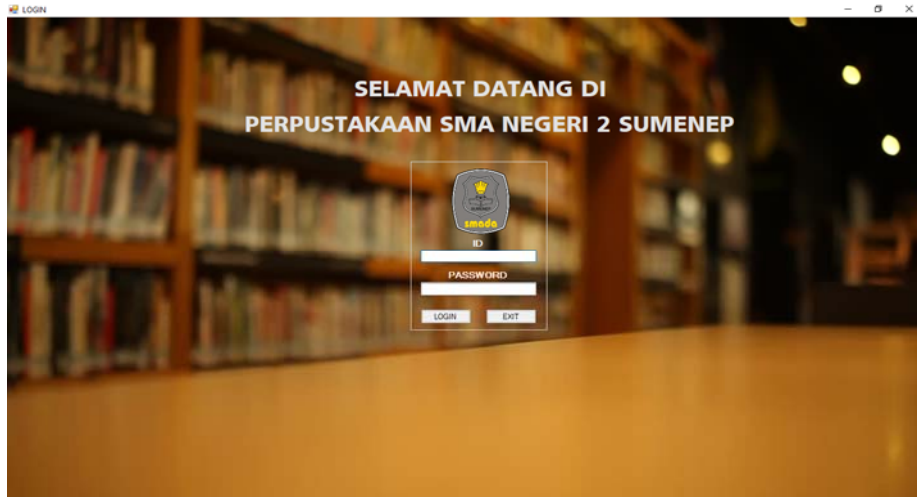 LOGIN
SELAMAT DATANG DI
PERPUSTAKAAN SMA NEGERI 2 SUMENEP
smada
ID
PASSWORD
LOGIN EXIT